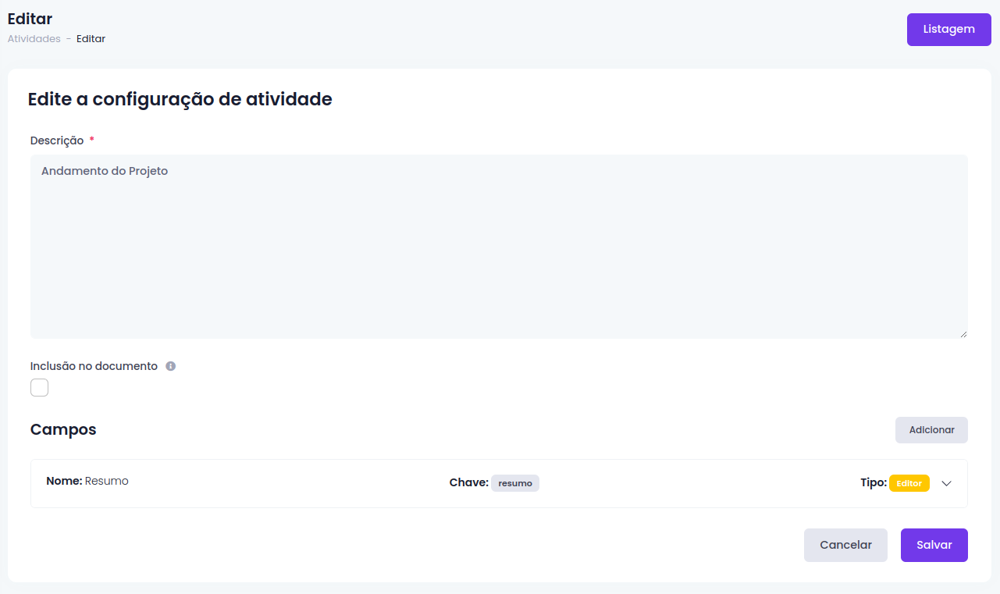 Editar
Atividades - Editar
Listagem
Edite a configuração de atividade
Descrição *
Andamento do Projeto
Inclusão no documento
Campos
Adicionar
Nome: Resumo Chave: resumo Tipo: Editor
Cancelar Salvar